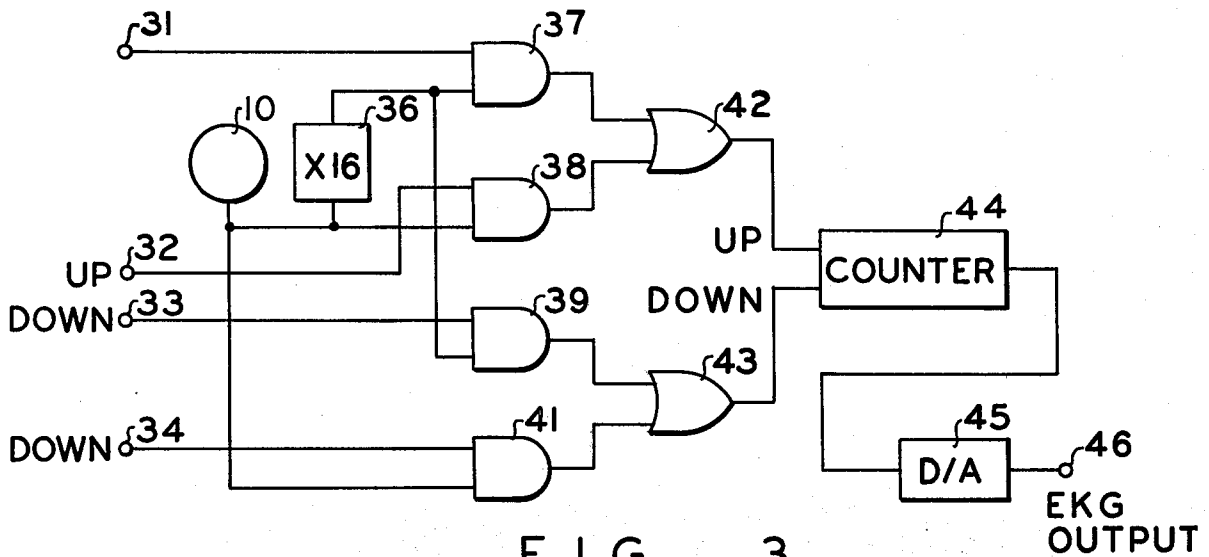 31
37
10
36
X16
42
38
44
UP
32
UP
COUNTER
DOWN
33
DOWN
39
43
DOWN
34
41
45
46
D/A
EKG
OUTPUT
FIG 3